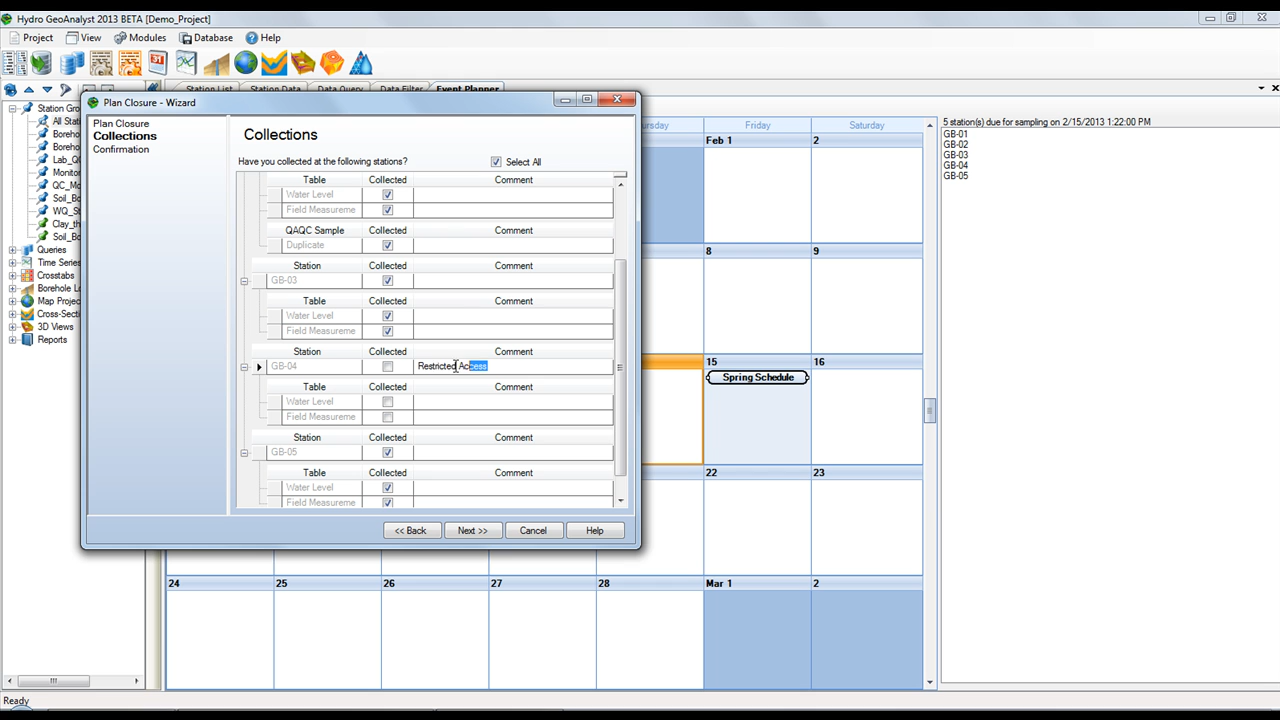 Hydro GeoAnalyst 2013 BETA [Demo_Project]
Project View Modules Database Help
Station List Station Data Data Query Data Filter Event Planner
Station Gro
All Stati
Boreho
Boreho
Lab_QC
Monitor
QC_Mo
Soil_Bo
WQ_St
Clay_th
Soil_Bo
Queries
Time Series
Crosstabs
Borehole Lo
Map Projec
Cross-Secti
3D Views
Reports
Plan Closure - Wizard
Plan Closure
Collections
Confirmation
Collections
Have you collected at the following stations? Select All
Table Collected Comment
Water Level
Field Measureme
QAQC Sample Collected Comment
Duplicate
Station Collected Comment
GB-03
Table Collected Comment
Water Level
Field Measureme
Station Collected Comment
GB-04 Restricted Access
Table Collected Comment
Water Level
Field Measureme
Station Collected Comment
GB-05
Table Collected Comment
Water Level
Field Measureme
<< Back Next >> Cancel Help
ursday Friday Saturday
Feb 1 2
8 9
15 16
Spring Schedule
22 23
24 25 26 27 28 Mar 1 2
5 station(s) due for sampling on 2/15/2013 1:22:00 PM
GB-01
GB-02
GB-03
GB-04
GB-05
Ready